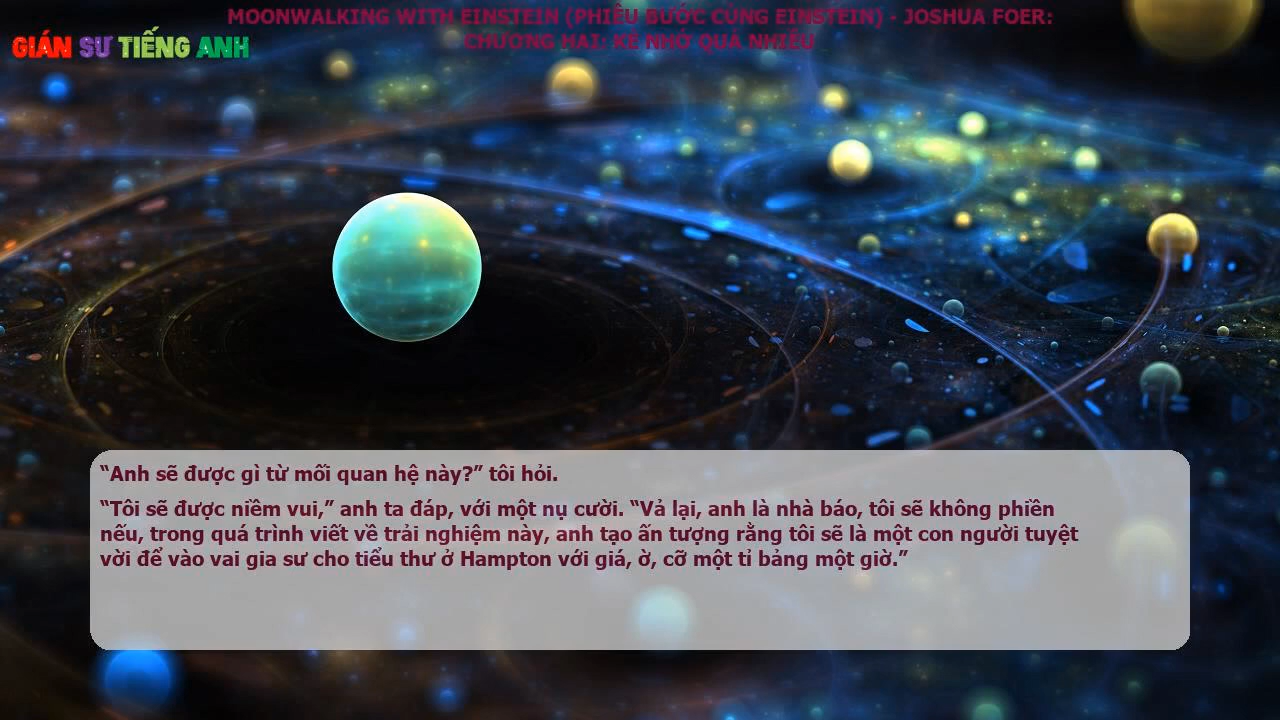 MOONWALKING WITH EINSTEIN (PHIÊU BƯỚC CÙNG EINSTEIN) - JOSHUA FOER:
CHƯƠNG HAI: KẺ NHỚ QUÁ NHIỀU
GIÁN SƯ TIẾNG ANH
“Anh sẽ được gì từ mối quan hệ này?” tôi hỏi.
“Tôi sẽ được niềm vui,” anh ta đáp, với một nụ cười. “Vả lại, anh là nhà báo, tôi sẽ không phiền
nếu, trong quá trình viết về trải nghiệm này, anh tạo ấn tượng rằng tôi sẽ là một con người tuyệt
vời để vào vai gia sư cho tiểu thư ở Hampton với giá, ờ, cỡ một tỉ bảng một giờ.”